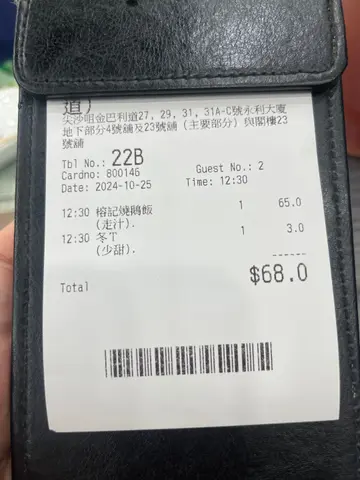 道)
尖沙咀金巴利道27, 29, 31, 31A-C號永利大廈
地下部分4號舖及23號舖 (主要部分) 與閣樓23
號舖
Tbl No.: 22B
Cardno: 800146 Guest No.: 2
Date: 2024-10-25 Time: 12:30
12:30 榕記燒鵝飯 1 65.0
(走汁).
12:30 冬T 1 3.0
(少甜).
------
Total $68.0